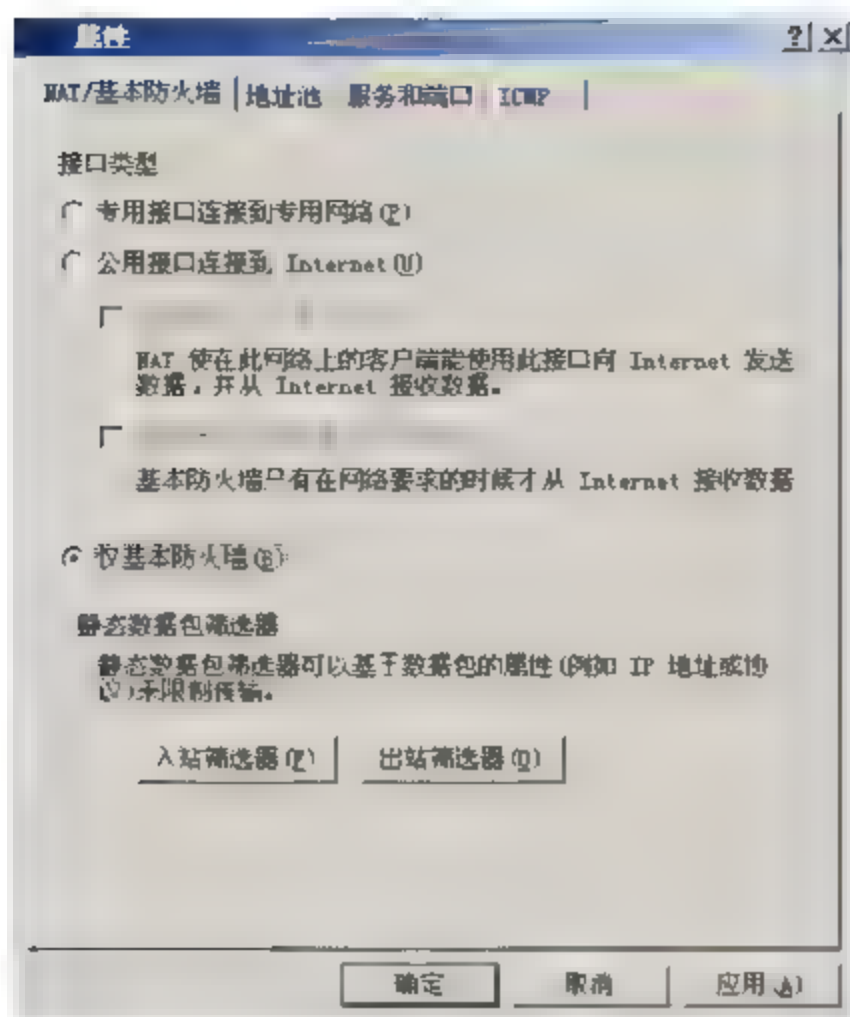 属性
NAT/基本防火墙 地址池 服务和端口 ICMP
接口类型
专用接口连接到专用网络(P)
公用接口连接到 Internet(U)
NAT 使在此网络上的客户端能使用此接口向 Internet 发送
数据，并从 Internet 接收数据。
基本防火墙只有在网络要求的时候才从 Internet 接收数据
仅基本防火墙(B)
静态数据包筛选器
静态数据包筛选器可以基于数据包的属性(例如 IP 地址或协
议)来限制传输。
入站筛选器(F) 出站筛选器(O)
确定 取消 应用(A)